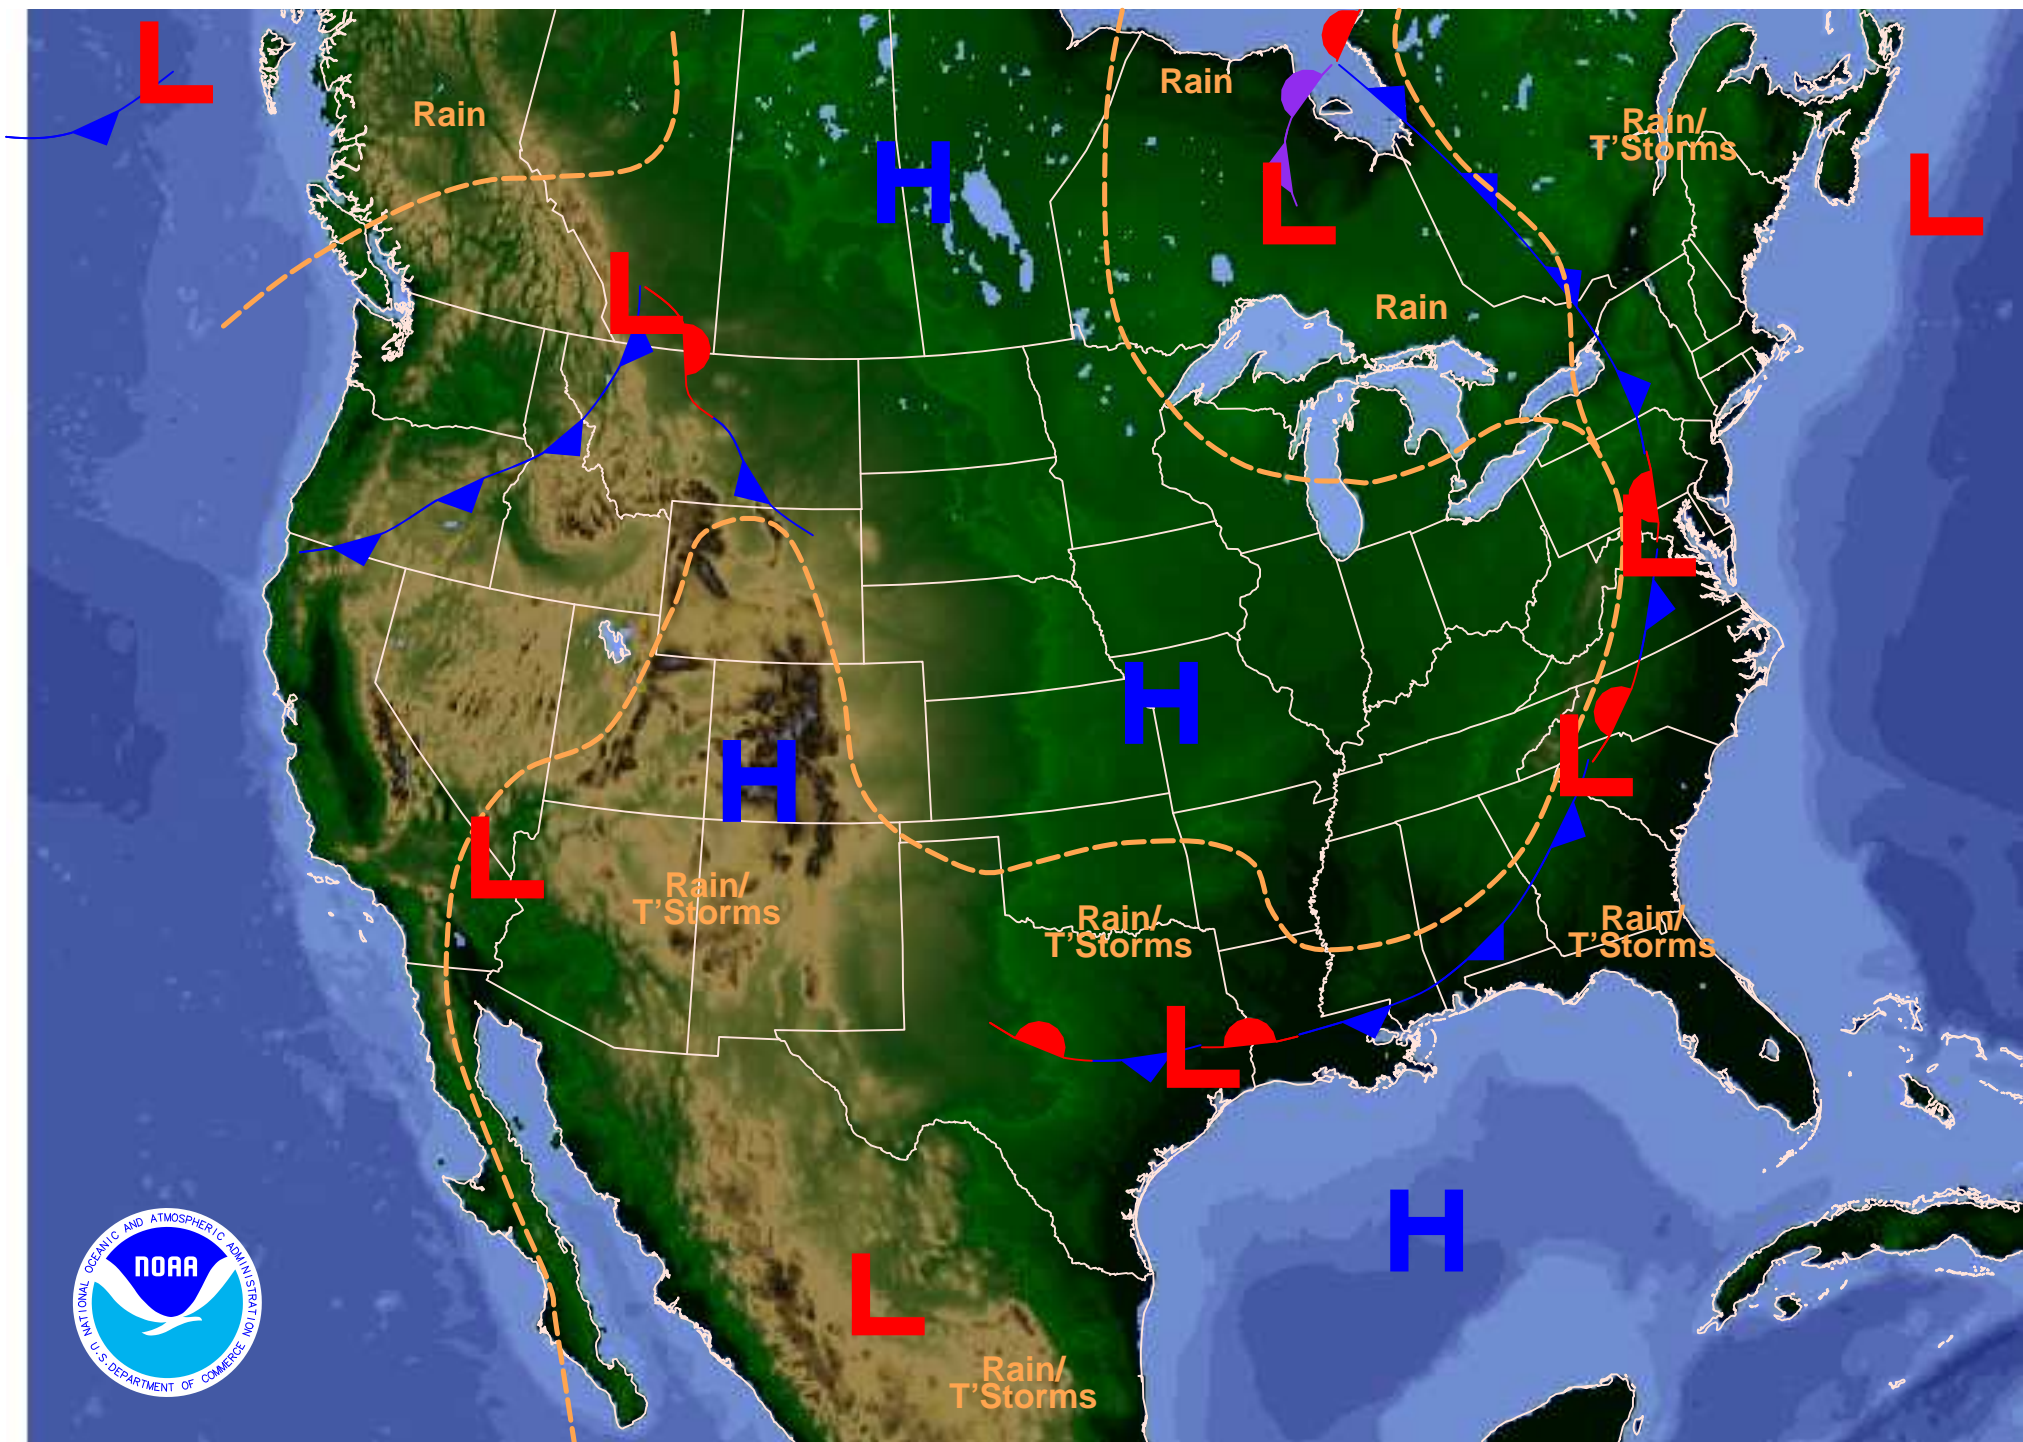 L
Rain
Rain
Rain/
T'Storms
H
L
L
L
Rain
L
H
L
H
L
Rain/
T'Storms
Rain/
T'Storms
Rain/
T'Storms
L
H
L
NATIONAL OCEANIC AND ATMOSPHERIC ADMINISTRATION
NOAA
U.S. DEPARTMENT OF COMMERCE
Rain/
T'Storms